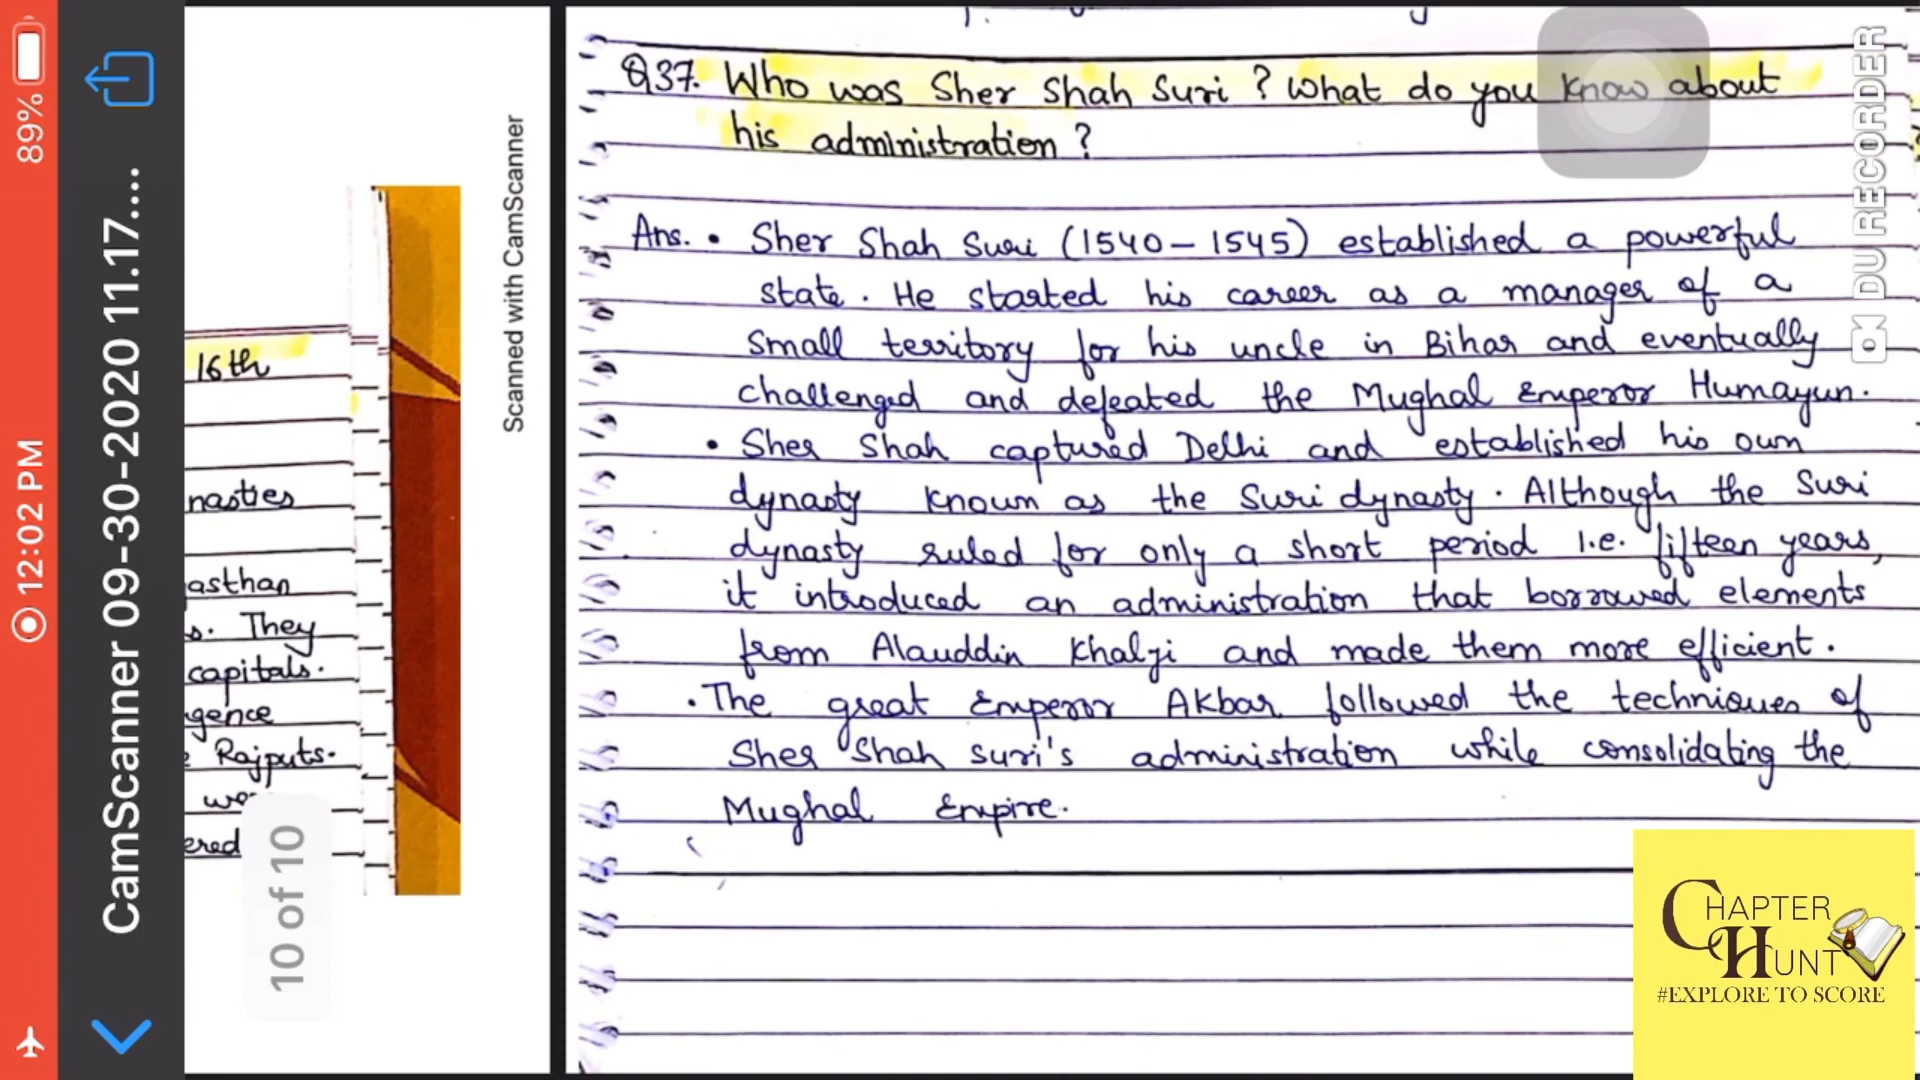 89%
12:02 PM
CamScanner 09-30-2020 11.17....
16th
nasties
asthan
s. They
capitals.
gence
Rajputs.
ered
10 of 10
Scanned with CamScanner
Q37. Who was Sher Shah Suri ? What do you know about
his administration ?
Ans. • Sher Shah Suri (1540 - 1545) established a powerful
state. He started his career as a manager of a
small territory for his uncle in Bihar and eventually
challenged and defeated the Mughal Emperor Humayun.
• Sher Shah captured Delhi and established his own
dynasty known as the Suri dynasty. Although the Suri
dynasty ruled for only a short period i.e. fifteen years,
it introduced an administration that borrowed elements
from Alauddin Khalji and made them more efficient.
• The great Emperor Akbar followed the techniques of
Sher Shah Suri's administration while consolidating the
Mughal Empire.
DU RECORDER
CHAPTER
HUNT
#EXPLORE TO SCORE